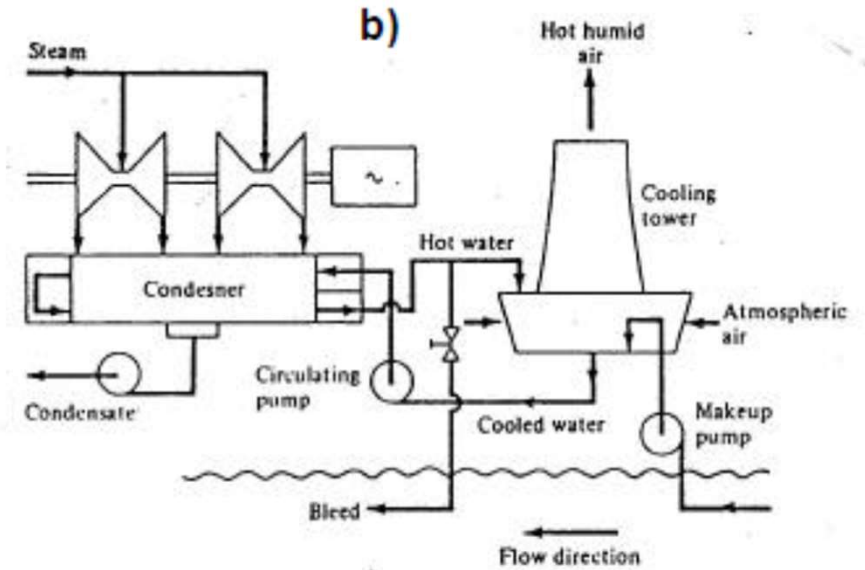 b)
Hot humid
air
Steam
~
Cooling
tower
Hot water
Condesner
Atmospheric
air
Circulating
pump
Condensate
Cooled water
Makeup
pump
Bleed
Flow direction